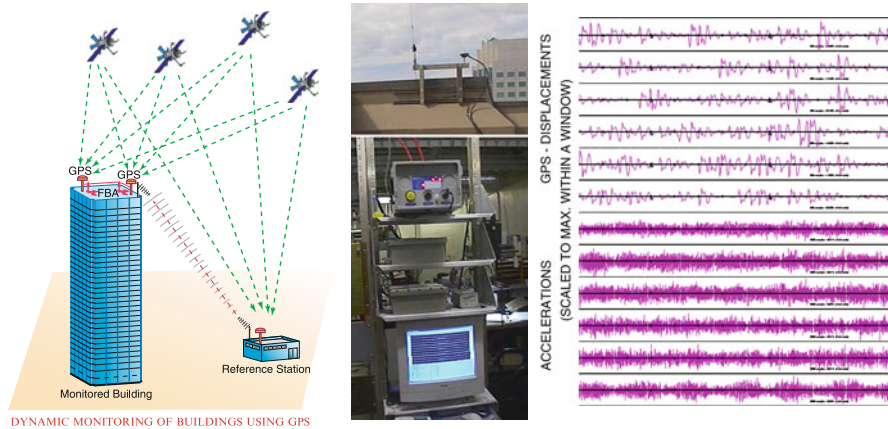 GPS
GPS
FBA
Reference Station
Monitored Building
DYNAMIC MONITORING OF BUILDINGS USING GPS
GPS - DISPLACEMENTS
ACCELERATIONS
(SCALED TO MAX. WITHIN A WINDOW)